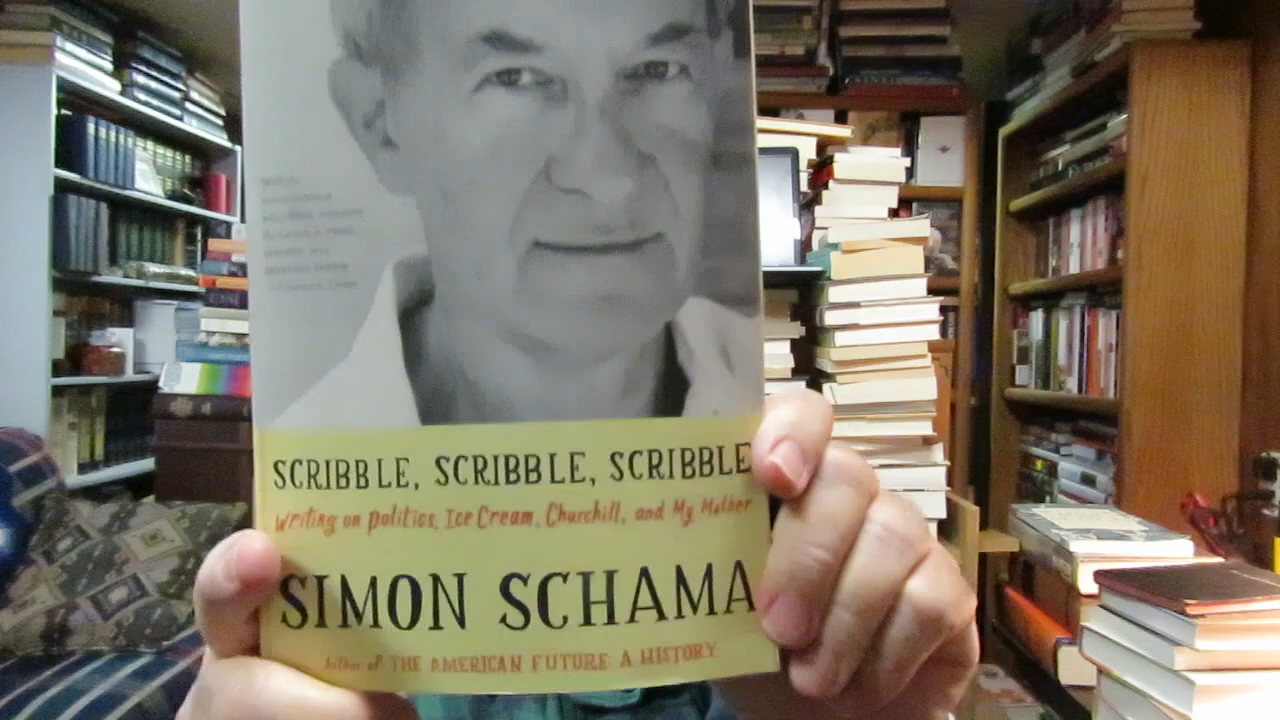 SCRIBBLE, SCRIBBLE, SCRIBBLE
Writing on Politics, Ice Cream, Churchill, and My Mother
SIMON SCHAMA
Author of THE AMERICAN FUTURE: A HISTORY